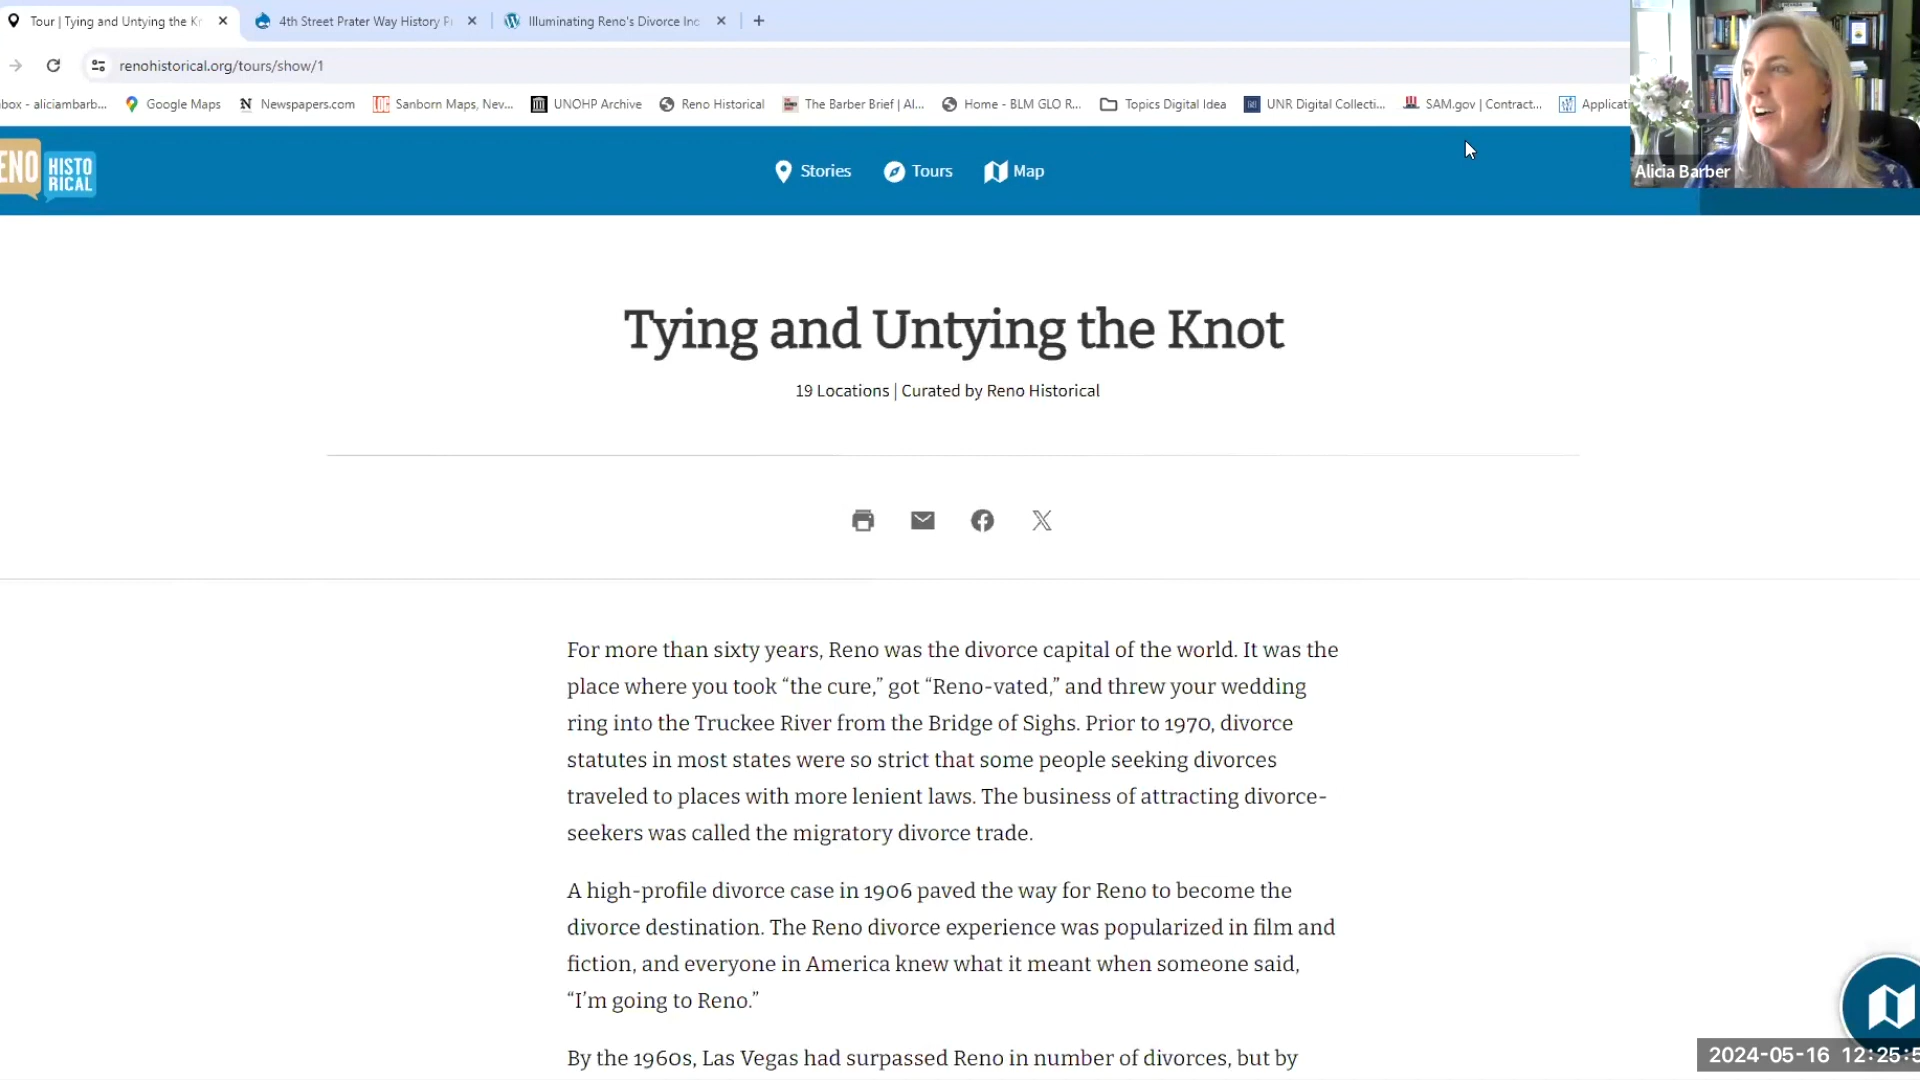 Tour | Tying and Untying the Kn
4th Street Prater Way History P
Illuminating Reno's Divorce Ind
renohistorical.org/tours/show/1
box - aliciambarb...
Google Maps
N Newspapers.com
LOC Sanborn Maps, Nev...
UNOHP Archive
Reno Historical
The Barber Brief | Al...
Home - BLM GLO R...
Topics Digital Idea
UNR Digital Collecti...
SAM.gov | Contract...
Applicati
ENO HISTO
RICAL
Stories
Tours
Map
Alicia Barber
Tying and Untying the Knot
19 Locations | Curated by Reno Historical
For more than sixty years, Reno was the divorce capital of the world. It was the
place where you took “the cure,” got “Reno-vated,” and threw your wedding
ring into the Truckee River from the Bridge of Sighs. Prior to 1970, divorce
statutes in most states were so strict that some people seeking divorces
traveled to places with more lenient laws. The business of attracting divorce-
seekers was called the migratory divorce trade.
A high-profile divorce case in 1906 paved the way for Reno to become the
divorce destination. The Reno divorce experience was popularized in film and
fiction, and everyone in America knew what it meant when someone said,
“I’m going to Reno.”
By the 1960s, Las Vegas had surpassed Reno in number of divorces, but by
2024-05-16 12:25:5